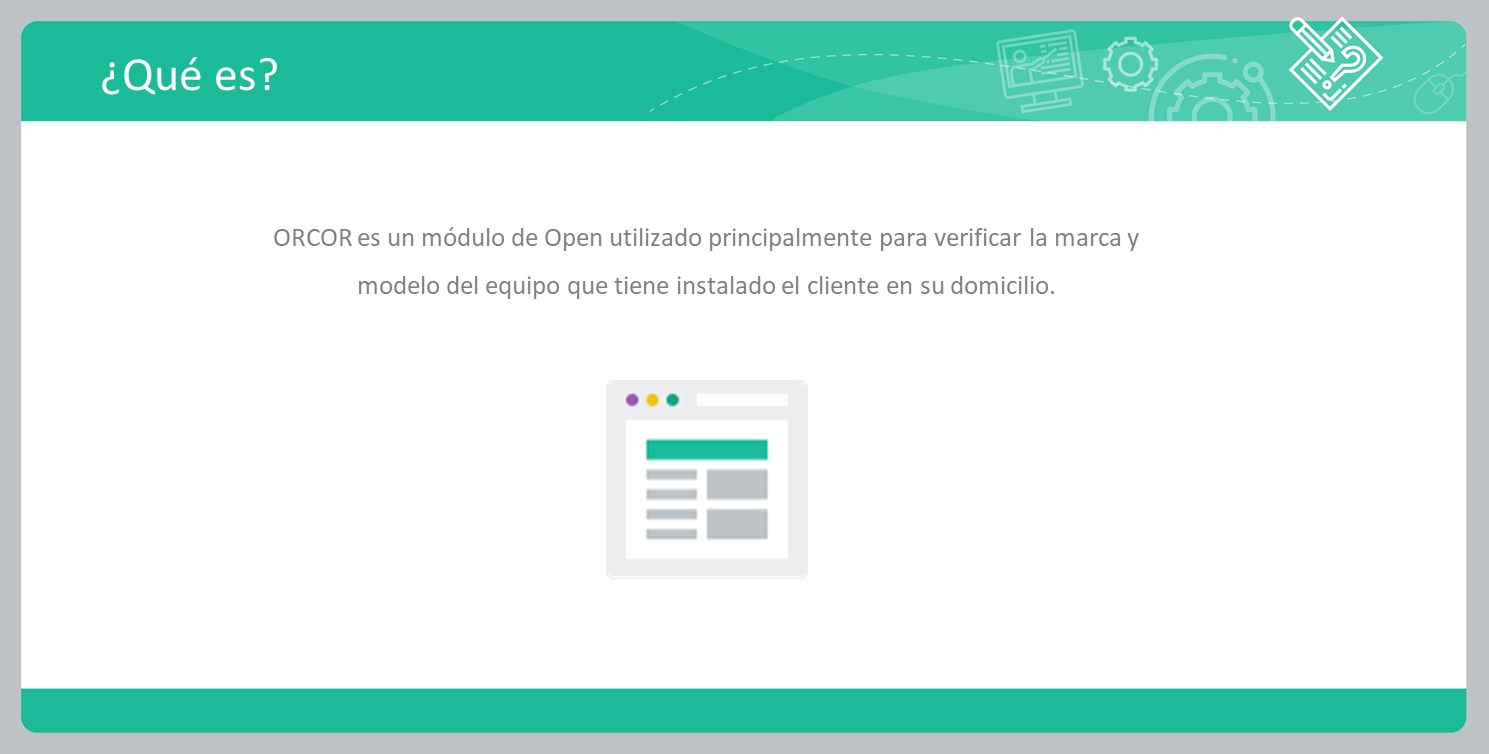 ¿Qué es?
ORCOR es un módulo de Open utilizado principalmente para verificar la marca y
modelo del equipo que tiene instalado el cliente en su domicilio.